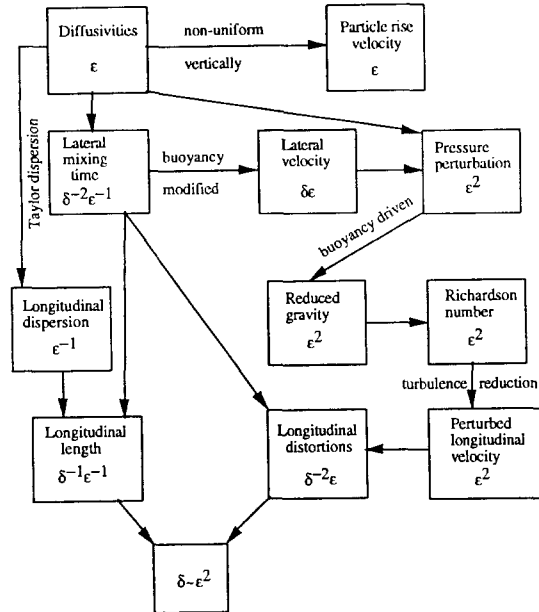 Diffusivities
ε
non-uniform
vertically
Particle rise
velocity
ε
Taylor dispersion
Lateral
mixing
time
δ⁻²ε⁻¹
buoyancy
modified
Lateral
velocity
δε
Pressure
perturbation
ε²
buoyancy driven
Longitudinal
dispersion
ε⁻¹
Reduced
gravity
ε²
Richardson
number
ε²
turbulence reduction
Longitudinal
length
δ⁻¹ε⁻¹
Longitudinal
distortions
δ⁻²ε
Perturbed
longitudinal
velocity
ε²
δ~ε²